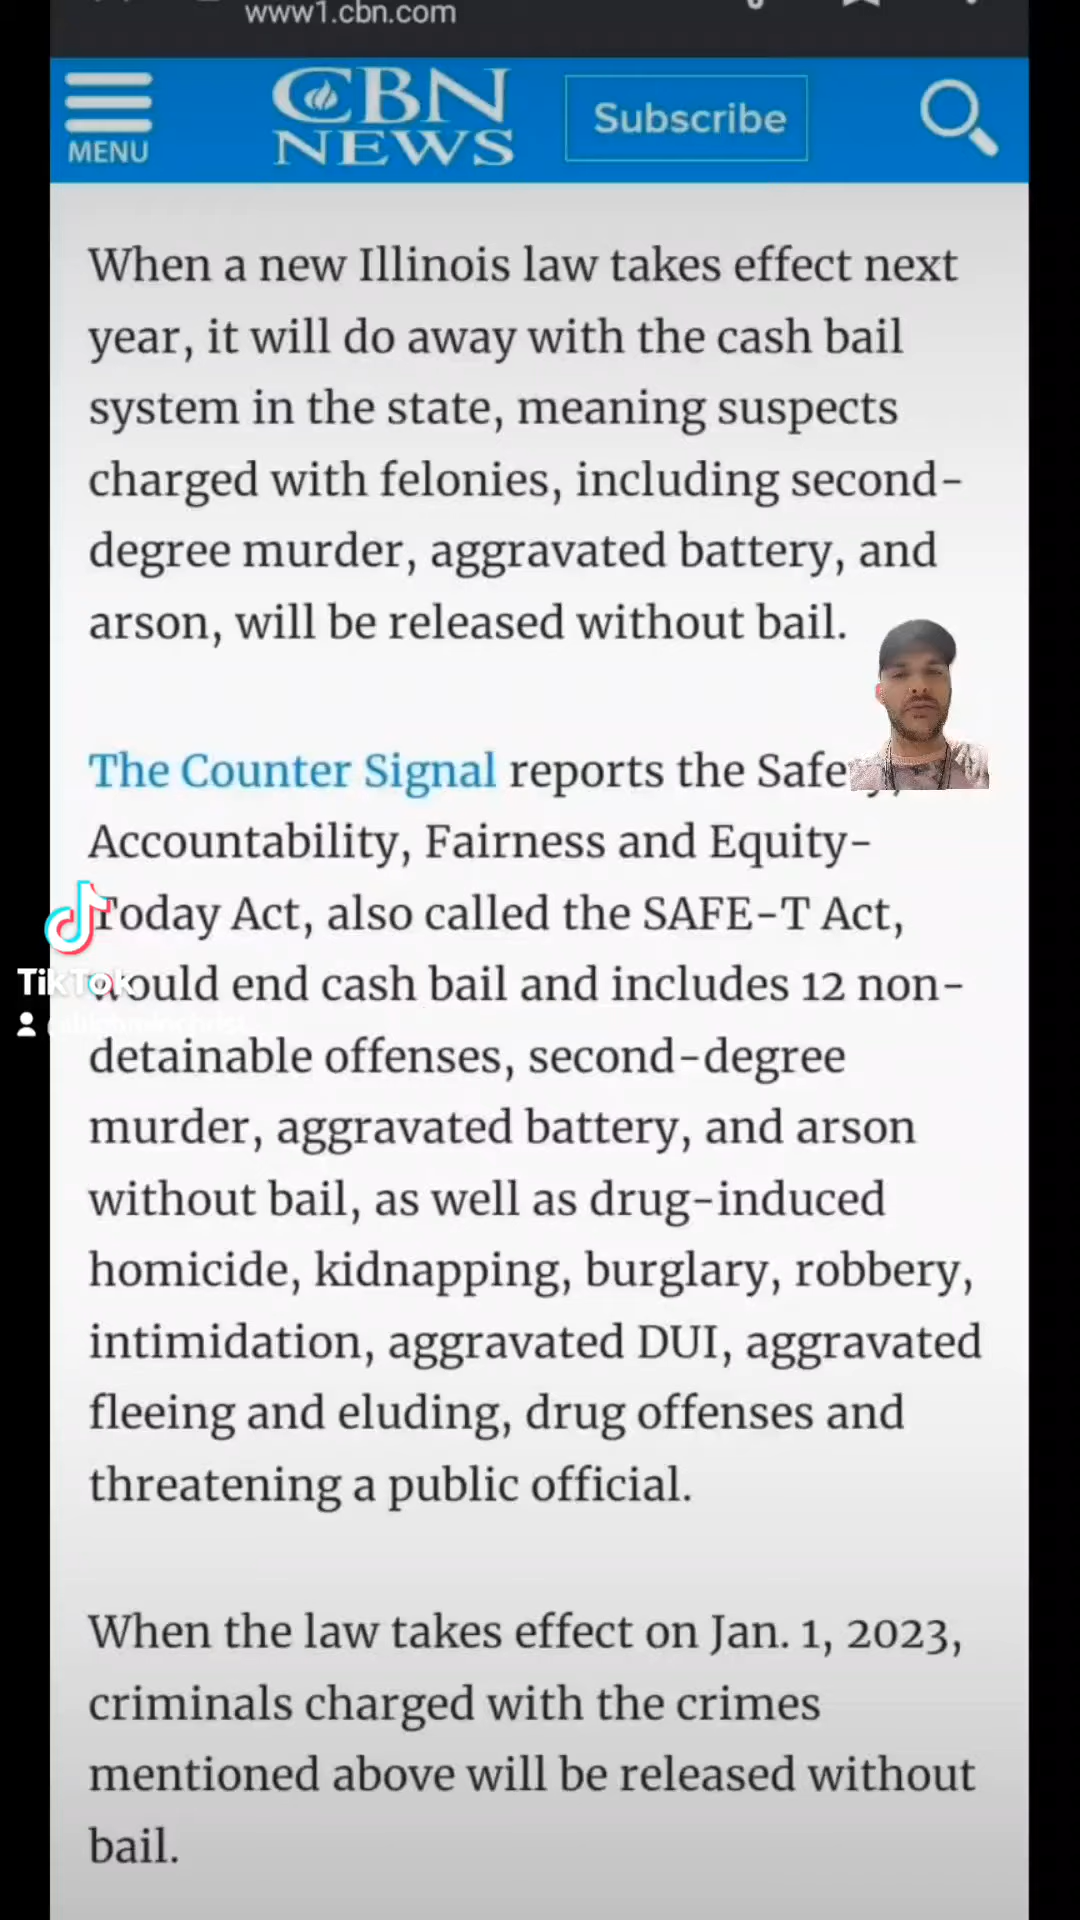 www1.cbn.com
MENU
CBN
NEWS
Subscribe
When a new Illinois law takes effect next
year, it will do away with the cash bail
system in the state, meaning suspects
charged with felonies, including second-
degree murder, aggravated battery, and
arson, will be released without bail.
The Counter Signal reports the Safe
Accountability, Fairness and Equity-
Today Act, also called the SAFE-T Act,
would end cash bail and includes 12 non-
detainable offenses, second-degree
murder, aggravated battery, and arson
without bail, as well as drug-induced
homicide, kidnapping, burglary, robbery,
intimidation, aggravated DUI, aggravated
fleeing and eluding, drug offenses and
threatening a public official.
When the law takes effect on Jan. 1, 2023,
criminals charged with the crimes
mentioned above will be released without
bail.
TikTok